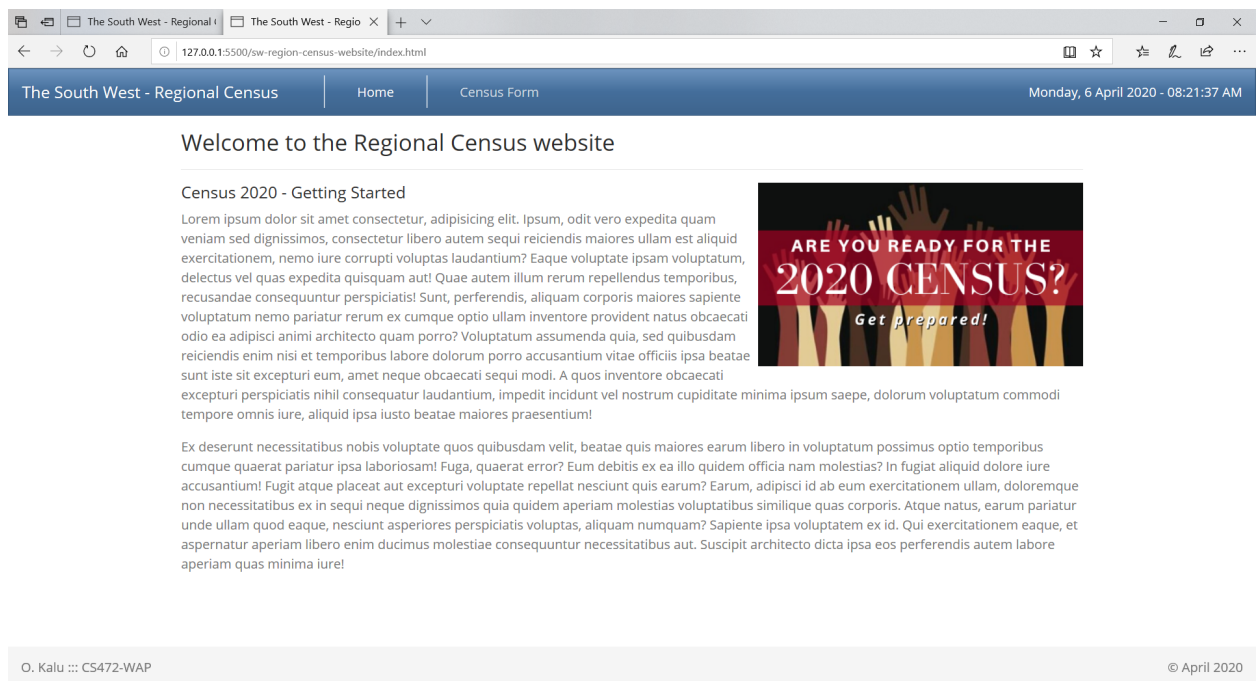 The South West - Regional
The South West - Regio
127.0.0.1:5500/sw-region-census-website/index.html
The South West - Regional Census
Home
Census Form
Monday, 6 April 2020 - 08:21:37 AM
Welcome to the Regional Census website
Census 2020 - Getting Started
Lorem ipsum dolor sit amet consectetur, adipisicing elit. Ipsum, odit vero expedita quam
veniam sed dignissimos, consectetur libero autem sequi reiciendis maiores ullam est aliquid
exercitationem, nemo iure corrupti voluptas laudantium? Eaque voluptate ipsam voluptatum,
delectus vel quas expedita quisquam aut! Quae autem illum rerum repellendus temporibus,
recusandae consequuntur perspiciatis! Sunt, perferendis, aliquam corporis maiores sapiente
voluptatum nemo pariatur rerum ex cumque optio ullam inventore provident natus obcaecati
odio ea adipisci animi architecto quam porro? Voluptatum assumenda quia, sed quibusdam
reiciendis enim nisi et temporibus labore dolorum porro accusantium vitae officiis ipsa beatae
sunt iste sit excepturi eum, amet neque obcaecati sequi modi. A quos inventore obcaecati
excepturi perspiciatis nihil consequatur laudantium, impedit incidunt vel nostrum cupiditate minima ipsum saepe, dolorum voluptatum commodi
tempore omnis iure, aliquid ipsa iusto beatae maiores praesentium!
ARE YOU READY FOR THE
2020 CENSUS?
Get prepared!
Ex deserunt necessitatibus nobis voluptate quos quibusdam velit, beatae quis maiores earum libero in voluptatum possimus optio temporibus
cumque quaerat pariatur ipsa laboriosam! Fuga, quaerat error? Eum debitis ex ea illo quidem officia nam molestias? In fugiat aliquid dolore iure
accusantium! Fugit atque placeat aut excepturi voluptate repellat nesciunt quis earum? Earum, adipisci id ab eum exercitationem ullam, doloremque
non necessitatibus ex in sequi neque dignissimos quia quidem aperiam molestias voluptatibus similique quas corporis. Atque natus, earum pariatur
unde ullam quod eaque, nesciunt asperiores perspiciatis voluptas, aliquam numquam? Sapiente ipsa voluptatem ex id. Qui exercitationem eaque, et
aspernatur aperiam libero enim ducimus molestiae consequuntur necessitatibus aut. Suscipit architecto dicta ipsa eos perferendis autem labore
aperiam quas minima iure!
O. Kalu ::: CS472-WAP
© April 2020